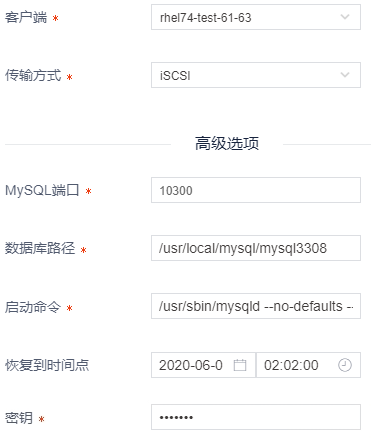 客户端 * rhel74-test-61-63
传输方式 * iSCSI
高级选项
MySQL端口 * 10300
数据库路径 * /usr/local/mysql/mysql3308
启动命令 * /usr/sbin/mysqld --no-defaults --
恢复到时间点 2020-06-0 02:02:00
密钥 * •••••••